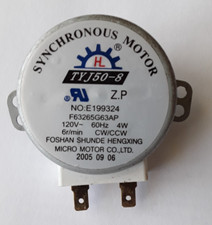 SYNCHRONOUS MOTOR
HL
TYJ50-8
Z.P
NO:E199324
F63265G63AP
120V~ 60Hz 4W
6r/min CW/CCW
FOSHAN SHUNDE HENGXING
MICRO MOTOR CO.,LTD.
2005 09 06